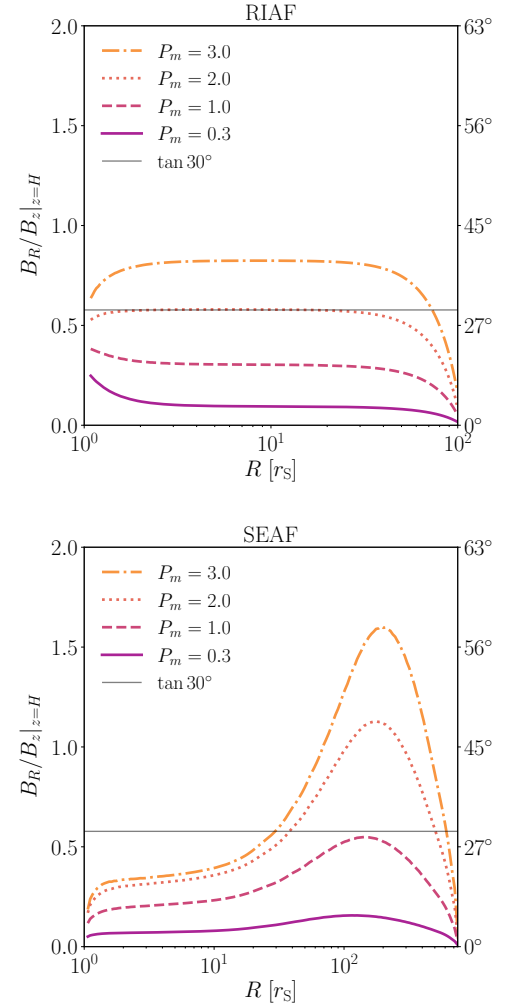 RIAF
2.0
1.5
1.0
0.5
0.0
63°
56°
45°
27°
0°
P_m = 3.0
P_m = 2.0
P_m = 1.0
P_m = 0.3
tan 30°
B_R/B_z|_{z=H}
10^0
10^1
10^2
R [r_S]
SEAF
2.0
1.5
1.0
0.5
0.0
63°
56°
45°
27°
0°
P_m = 3.0
P_m = 2.0
P_m = 1.0
P_m = 0.3
tan 30°
B_R/B_z|_{z=H}
10^0
10^1
10^2
R [r_S]